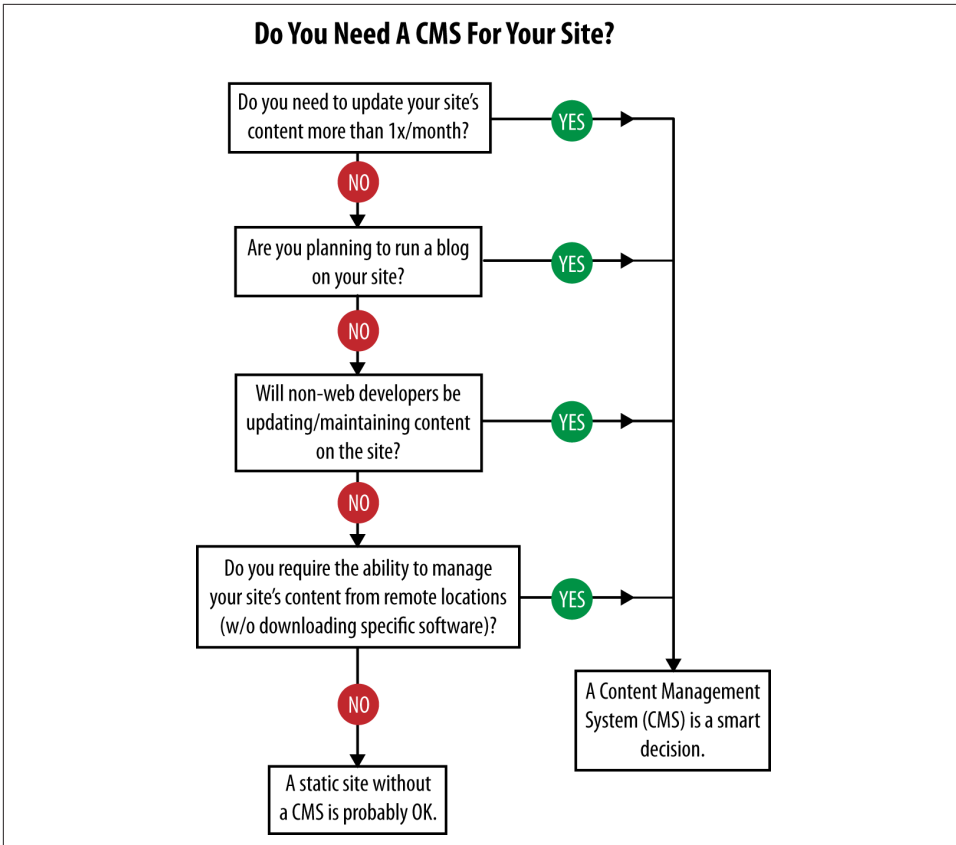 Do You Need A CMS For Your Site?
Do you need to update your site's
content more than 1x/month?
YES
NO
Are you planning to run a blog
on your site?
YES
NO
Will non-web developers be
updating/maintaining content
on the site?
YES
NO
Do you require the ability to manage
your site's content from remote locations
(w/o downloading specific software)?
YES
NO
A Content Management
System (CMS) is a smart
decision.
A static site without
a CMS is probably OK.